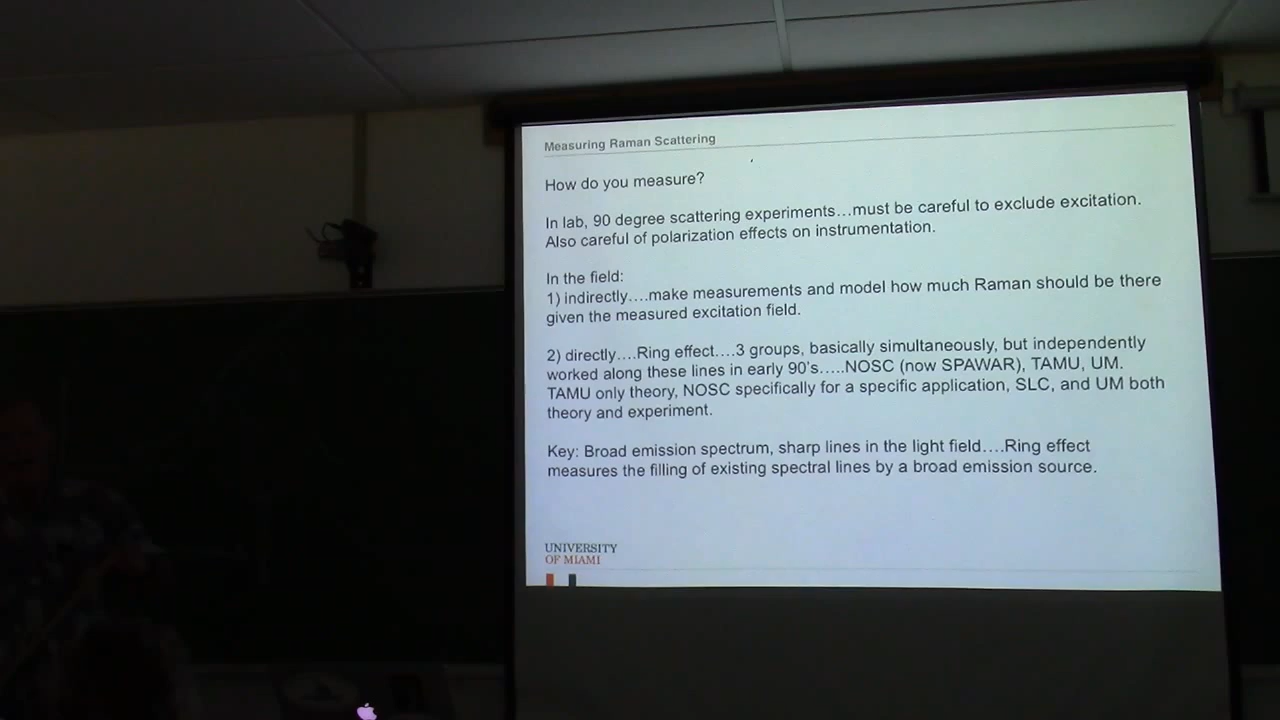 Measuring Raman Scattering
How do you measure?
In lab, 90 degree scattering experiments…must be careful to exclude excitation.
Also careful of polarization effects on instrumentation.
In the field:
1) indirectly….make measurements and model how much Raman should be there
given the measured excitation field.
2) directly….Ring effect….3 groups, basically simultaneously, but independently
worked along these lines in early 90's…..NOSC (now SPAWAR), TAMU, UM.
TAMU only theory, NOSC specifically for a specific application, SLC, and UM both
theory and experiment.
Key: Broad emission spectrum, sharp lines in the light field….Ring effect
measures the filling of existing spectral lines by a broad emission source.
UNIVERSITY
OF MIAMI